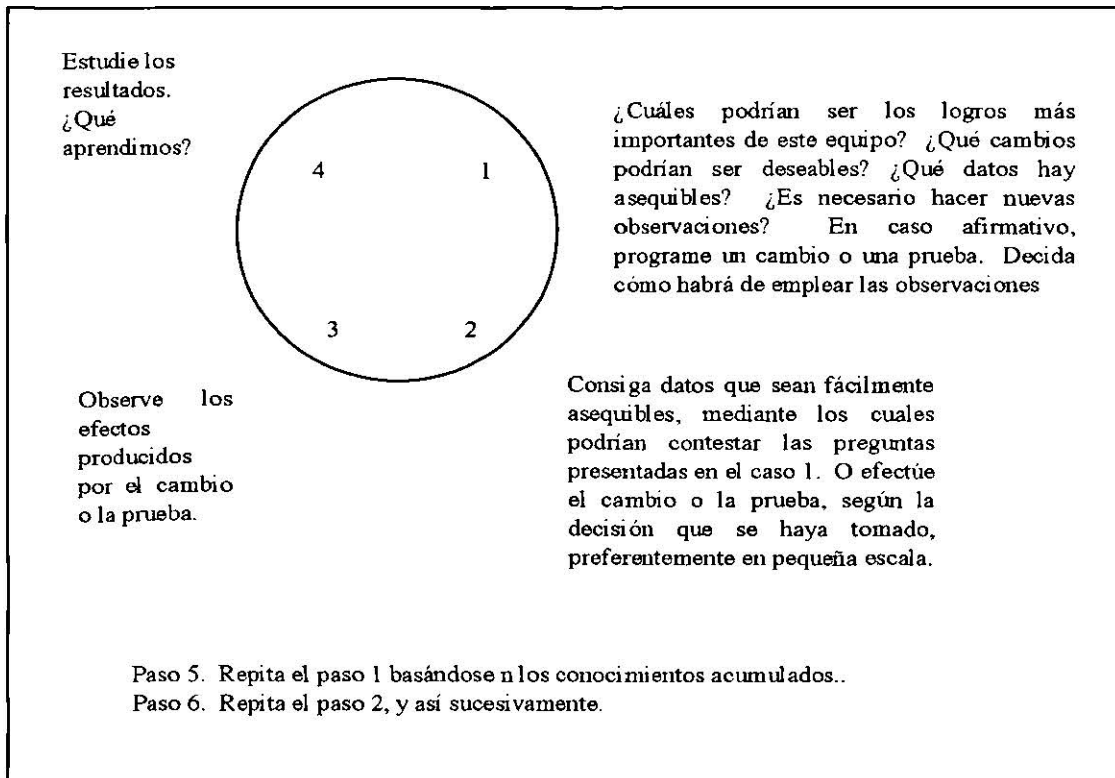 Estudie los
resultados.
¿Qué
aprendimos?
4
1
¿Cuáles podrían ser los logros más
importantes de este equipo? ¿Qué cambios
podrían ser deseables? ¿Qué datos hay
asequibles? ¿Es necesario hacer nuevas
observaciones? En caso afirmativo,
programe un cambio o una prueba. Decida
cómo habrá de emplear las observaciones
3
2
Observe los
efectos
producidos
por el cambio
o la prueba.
Consiga datos que sean fácilmente
asequibles, mediante los cuales
podrían contestar las preguntas
presentadas en el caso 1. O efectúe
el cambio o la prueba, según la
decisión que se haya tomado,
preferentemente en pequeña escala.
Paso 5. Repita el paso 1 basándose n los conocimientos acumulados..
Paso 6. Repita el paso 2, y así sucesivamente.